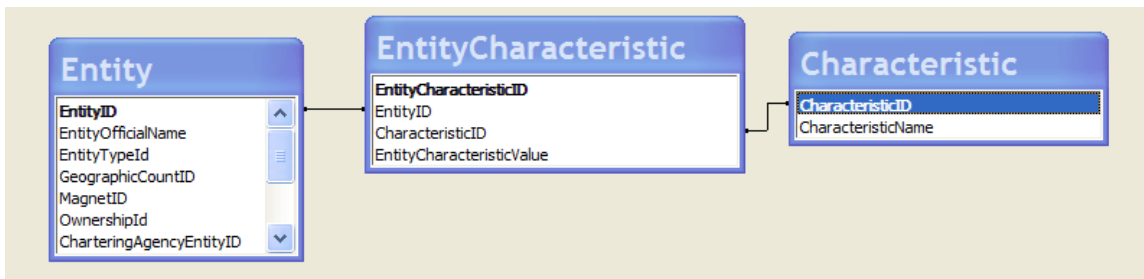 Entity
EntityID
EntityOfficialName
EntityTypeId
GeographicCountID
MagnetID
OwnershipId
CharteringAgencyEntityID
EntityCharacteristic
EntityCharacteristicID
EntityID
CharacteristicID
EntityCharacteristicValue
Characteristic
CharacteristicID
CharacteristicName